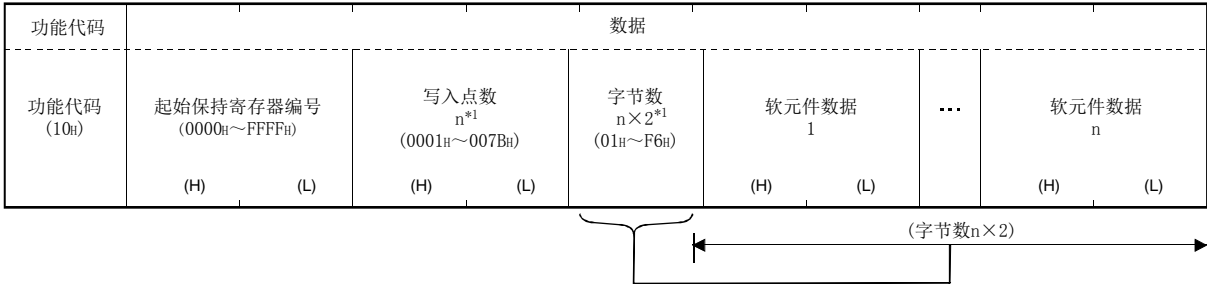 功能代码 数据
功能代码
(10H)
起始保持寄存器编号
(0000H～FFFFH)
(H) (L)
写入点数
n*1
(0001H～007BH)
(H) (L)
字节数
n×2*1
(01H～F6H)
软元件数据
1
(H) (L)
…
软元件数据
n
(H) (L)
(字节数n×2)